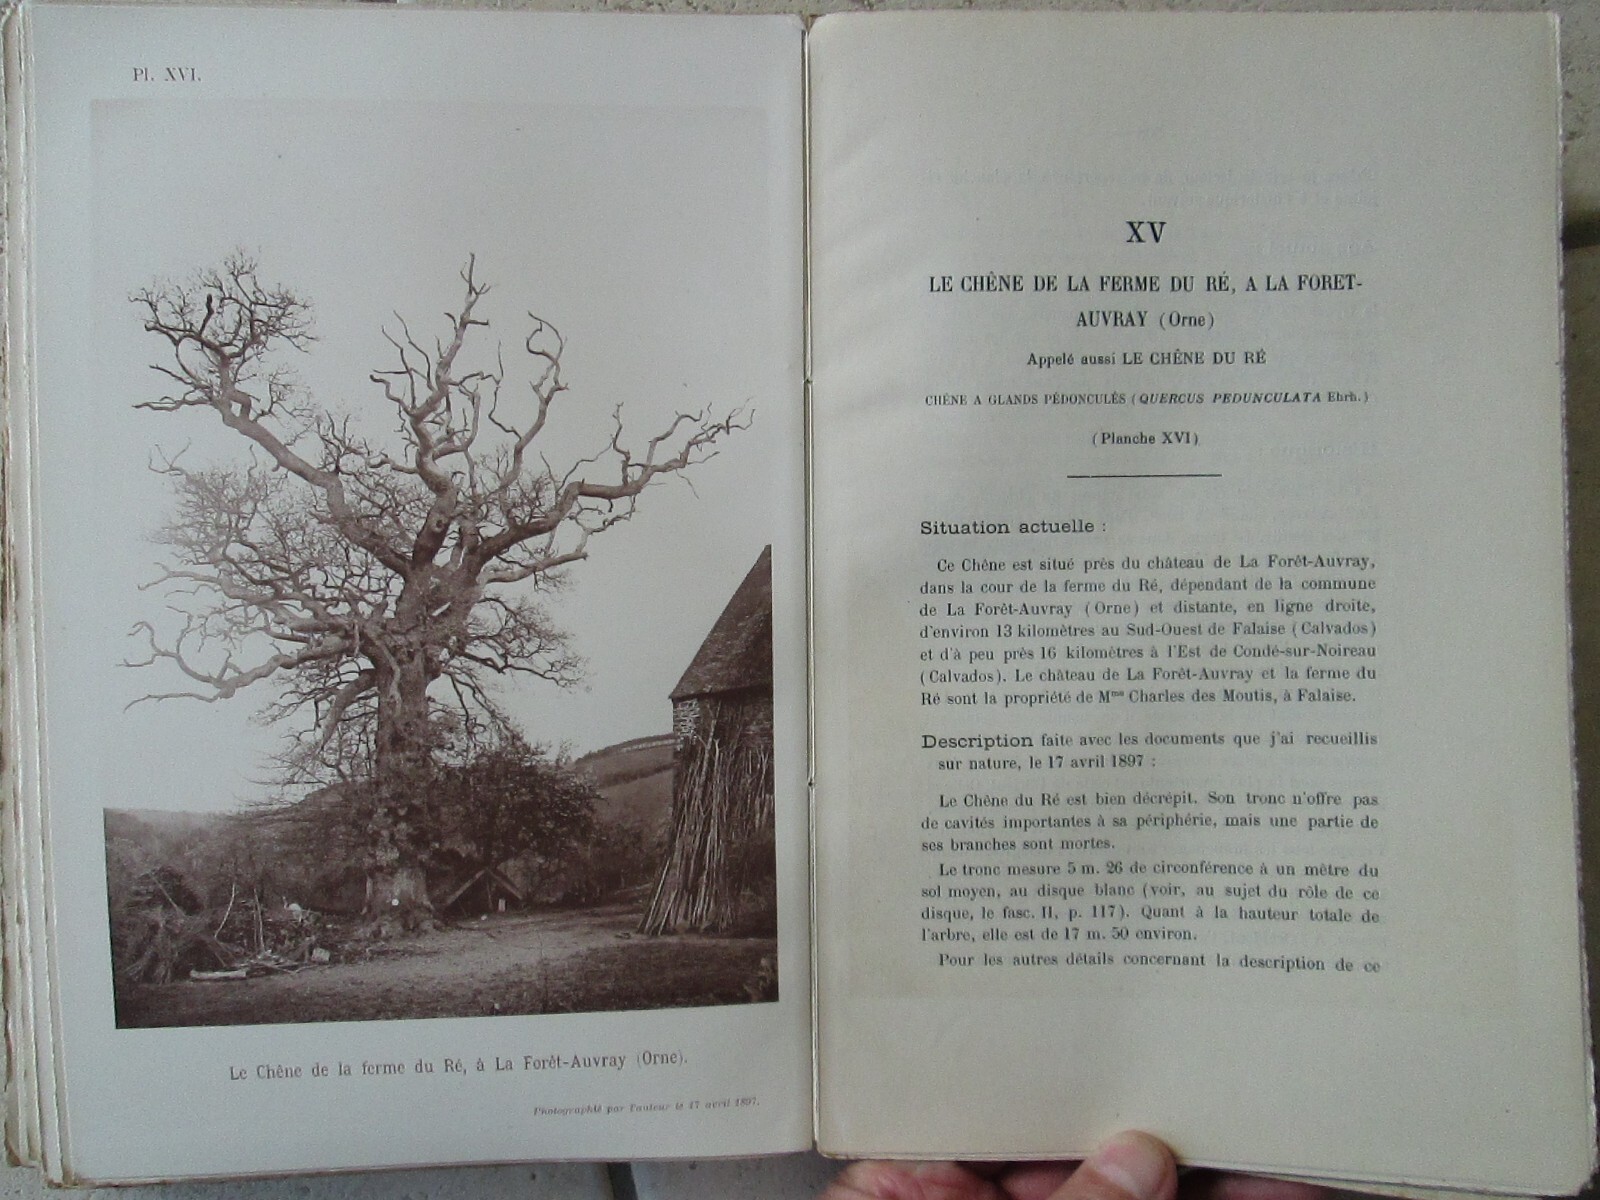 Pl. XVI.
Le Chêne de la ferme du Ré, à La Forêt-Auvray (Orne).
Photographié par l'auteur le 17 avril 1897.
XV
LE CHÊNE DE LA FERME DU RÉ, A LA FORET-
AUVRAY (Orne)
Appelé aussi LE CHÊNE DU RÉ
CHÊNE A GLANDS PÉDONCULÉS (QUERCUS PEDUNCULATA Ehrh.)
(Planche XVI)
Situation actuelle :
Ce Chêne est situé près du château de La Forêt-Auvray,
dans la cour de la ferme du Ré, dépendant de la commune
de La Forêt-Auvray (Orne) et distante, en ligne droite,
d'environ 13 kilomètres au Sud-Ouest de Falaise (Calvados)
et d'à peu près 16 kilomètres à l'Est de Condé-sur-Noireau
(Calvados). Le château de La Forêt-Auvray et la ferme du
Ré sont la propriété de Mme Charles des Moutis, à Falaise.
Description faite avec les documents que j'ai recueillis
sur nature, le 17 avril 1897 :
Le Chêne du Ré est bien décrépit. Son tronc n'offre pas
de cavités importantes à sa périphérie, mais une partie de
ses branches sont mortes.
Le tronc mesure 5 m. 26 de circonférence à un mètre du
sol moyen, au disque blanc (voir, au sujet du rôle de ce
disque, le fasc. II, p. 117). Quant à la hauteur totale de
l'arbre, elle est de 17 m. 50 environ.
Pour les autres détails concernant la description de ce